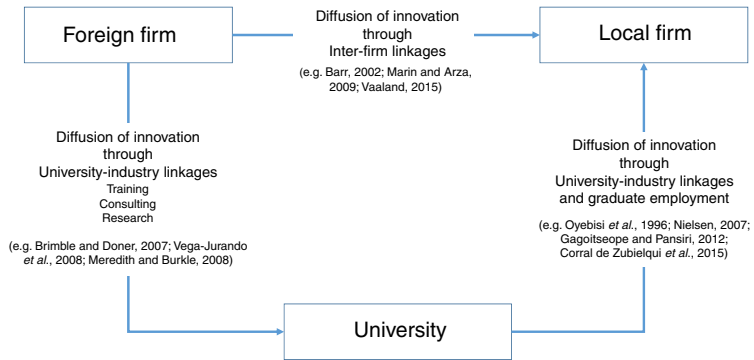 Foreign firm
Diffusion of innovation
through
Inter-firm linkages
(e.g. Barr, 2002; Marin and Arza,
2009; Vaaland, 2015)
Local firm
Diffusion of innovation
through
University-industry linkages
Training
Consulting
Research
(e.g. Brimble and Doner, 2007; Vega-Jurando
et al., 2008; Meredith and Burkle, 2008)
Diffusion of innovation
through
University-industry linkages
and graduate employment
(e.g. Oyebisi et al., 1996; Nielsen, 2007;
Gagoitseope and Pansiri, 2012;
Corral de Zubielqui et al., 2015)
University